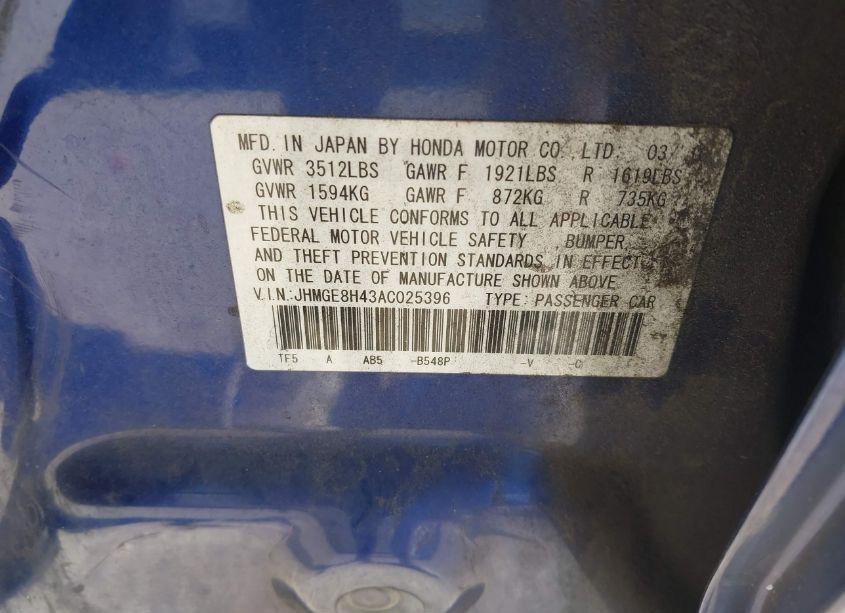 MFD. IN JAPAN BY HONDA MOTOR CO.,LTD. 03/
GVWR 3512LBS GAWR F 1921LBS R 1619LBS
GVWR 1594KG GAWR F 872KG R 735KG
THIS VEHICLE CONFORMS TO ALL APPLICABLE
FEDERAL MOTOR VEHICLE SAFETY ,BUMPER,
AND THEFT PREVENTION STANDARDS IN EFFECT
ON THE DATE OF MANUFACTURE SHOWN ABOVE.
V.I.N.:JHMGE8H43AC025396 TYPE: PASSENGER CAR
TF5 A AB5 -B548P -V -C